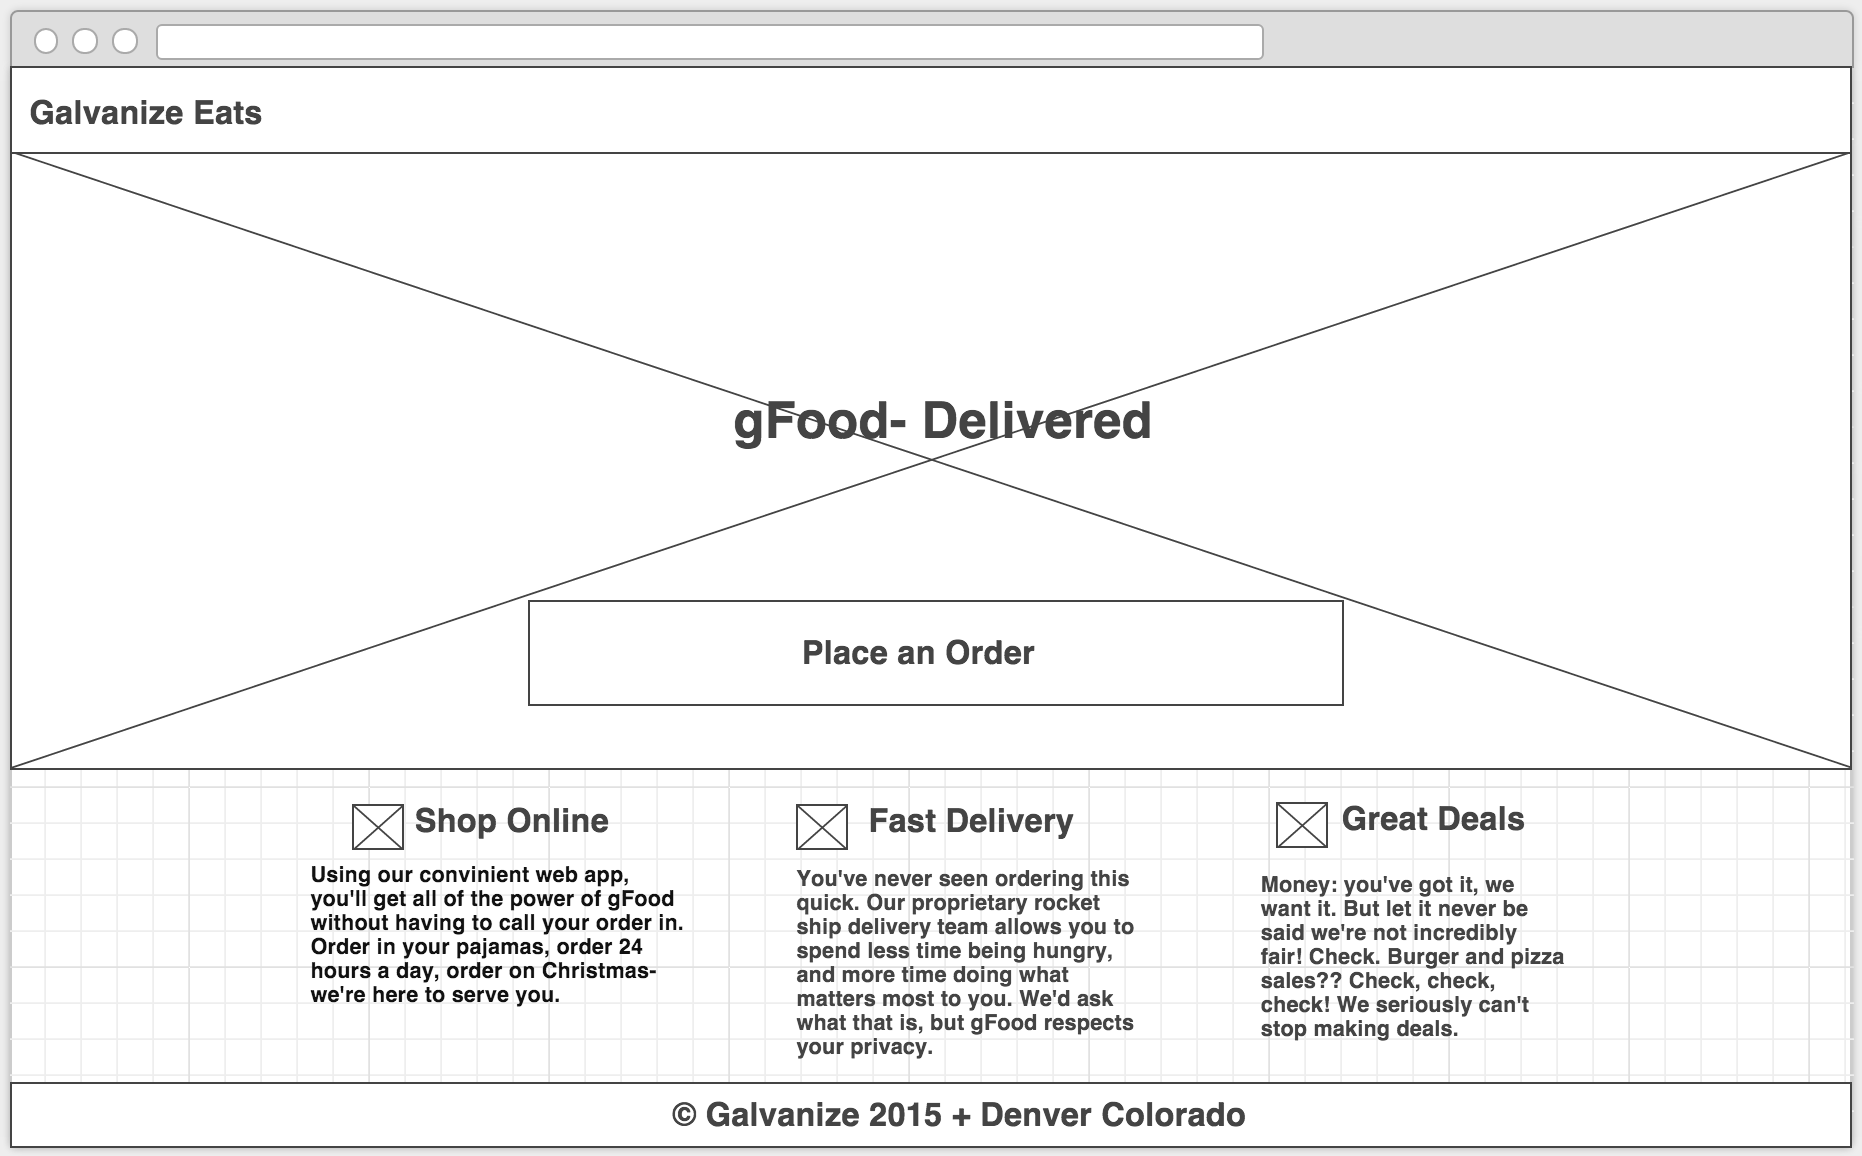 Galvanize Eats
gFood- Delivered
Place an Order
Shop Online
Using our convinient web app,
you'll get all of the power of gFood
without having to call your order in.
Order in your pajamas, order 24
hours a day, order on Christmas-
we're here to serve you.
Fast Delivery
You've never seen ordering this
quick. Our proprietary rocket
ship delivery team allows you to
spend less time being hungry,
and more time doing what
matters most to you. We'd ask
what that is, but gFood respects
your privacy.
Great Deals
Money: you've got it, we
want it. But let it never be
said we're not incredibly
fair! Check. Burger and pizza
sales?? Check, check,
check! We seriously can't
stop making deals.
© Galvanize 2015 + Denver Colorado